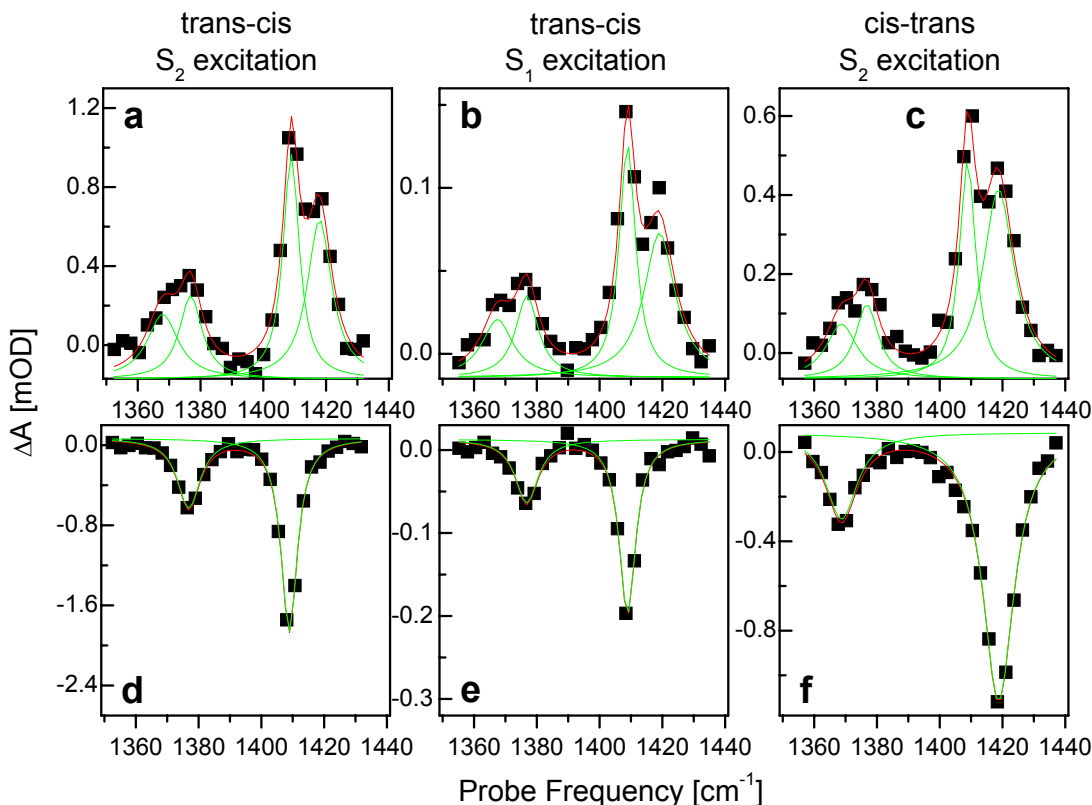 trans-cis trans-cis cis-trans
S₂ excitation S₁ excitation S₂ excitation
a b c
1.2
0.8
0.4
0.0
0.1
0.0
0.6
0.4
0.2
0.0
1360 1380 1400 1420 1440 1360 1380 1400 1420 1440 1360 1380 1400 1420 1440
ΔA [mOD]
0.0
-0.8
-1.6
-2.4
0.0
-0.1
-0.2
-0.3
0.0
-0.4
-0.8
d e f
1360 1380 1400 1420 1440 1360 1380 1400 1420 1440 1360 1380 1400 1420 1440
Probe Frequency [cm⁻¹]